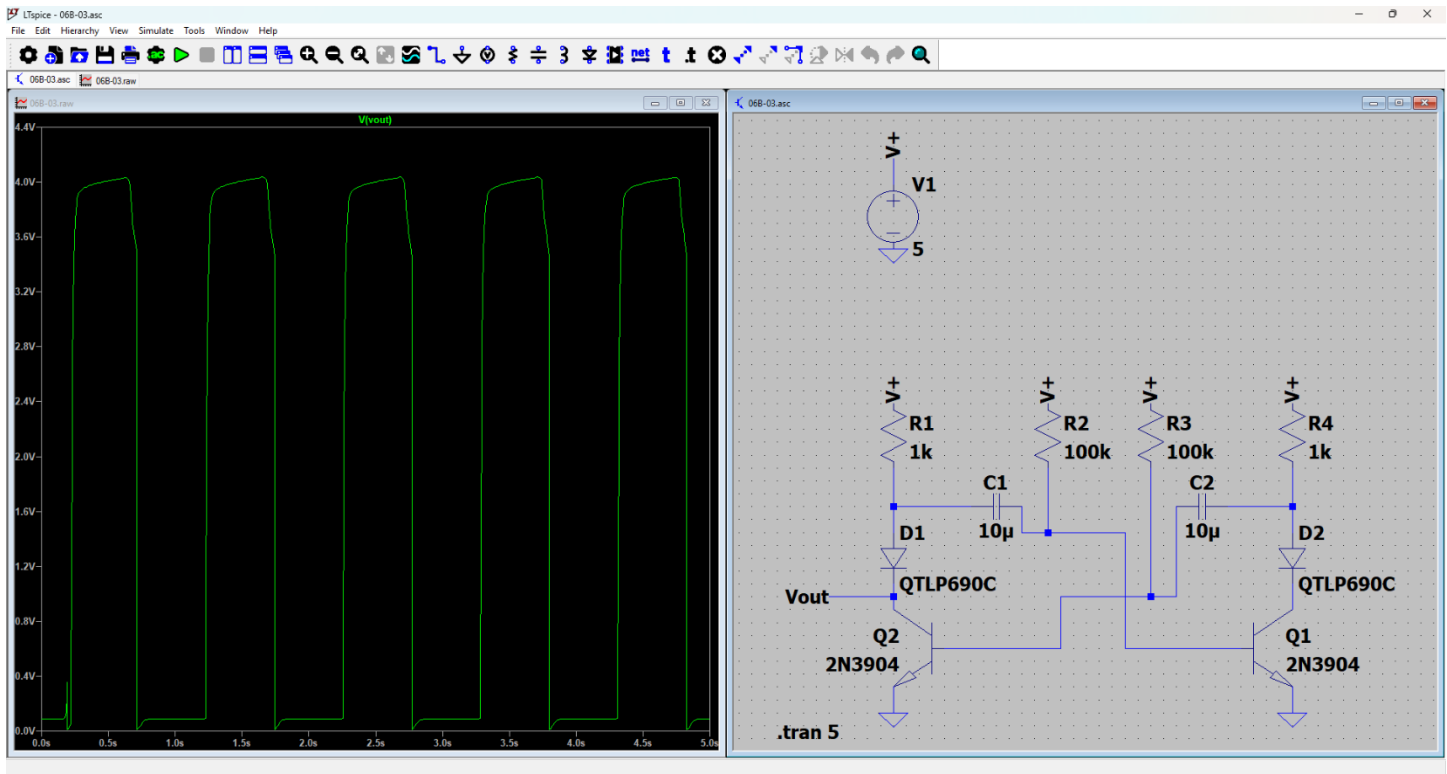 LTspice - 06B-03.asc
File Edit Hierarchy View Simulate Tools Window Help
ac net t .t
06B-03.asc 06B-03.raw
06B-03.raw
V(vout)
4.4V
4.0V
3.6V
3.2V
2.8V
2.4V
2.0V
1.6V
1.2V
0.8V
0.4V
0.0V
0.0s 0.5s 1.0s 1.5s 2.0s 2.5s 3.0s 3.5s 4.0s 4.5s 5.0s
06B-03.asc
V+
V1
5
V+ V+ V+ V+
R1 R2 R3 R4
1k 100k 100k 1k
C1 C2
10µ 10µ
D1 D2
QTLP690C QTLP690C
Vout
Q2 Q1
2N3904 2N3904
.tran 5